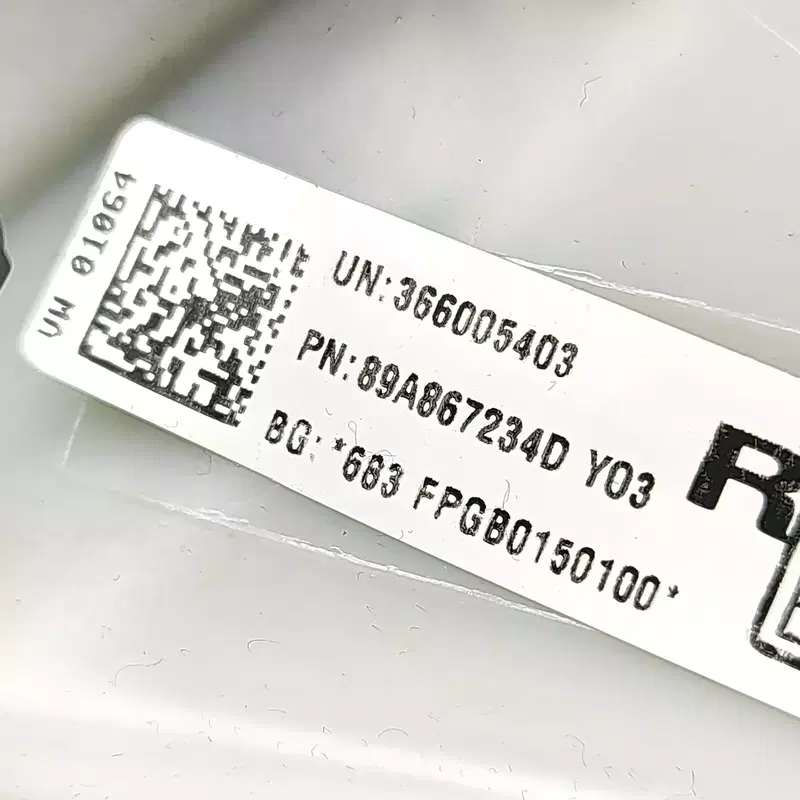 VW 01064
UN:366005403
PN:89A867234D Y03
BG: *683 FPGB0150100*
R